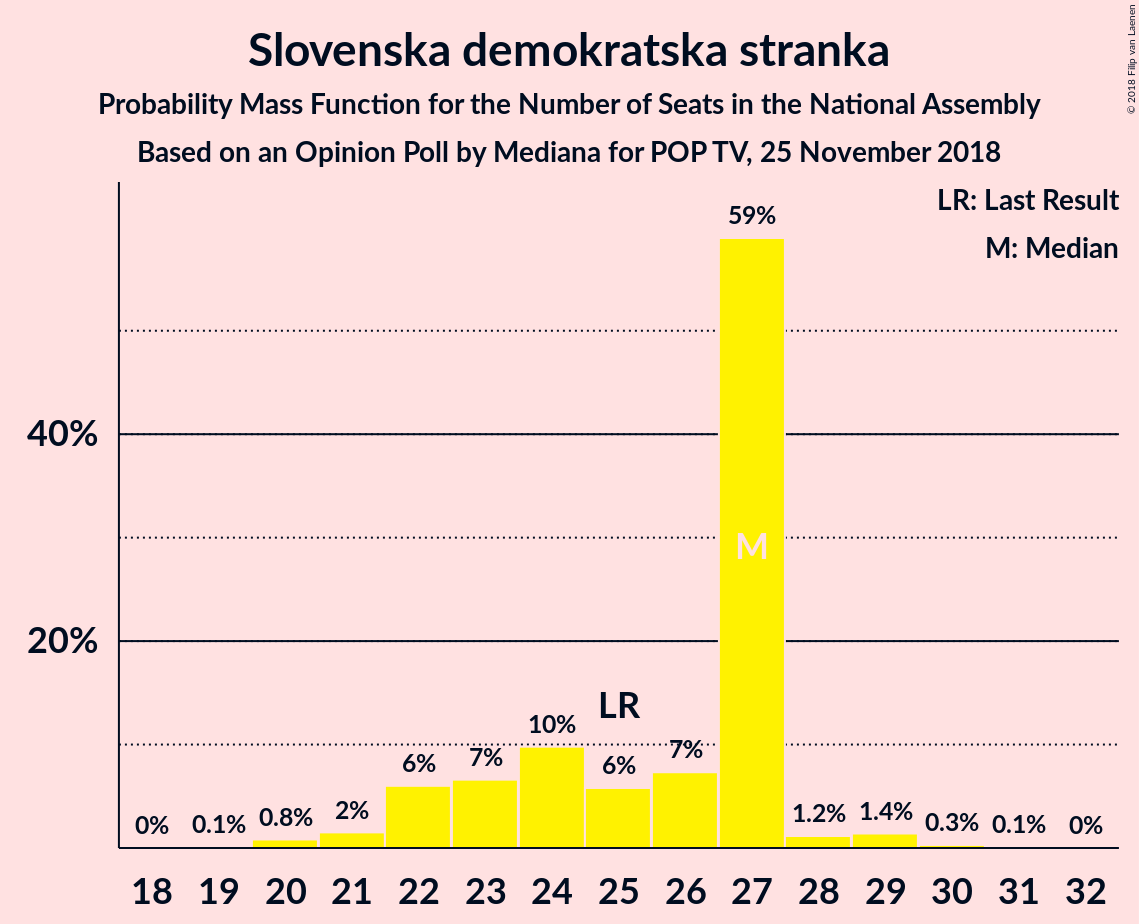 Slovenska demokratska stranka
Probability Mass Function for the Number of Seats in the National Assembly
Based on an Opinion Poll by Mediana for POP TV, 25 November 2018
© 2018 Filip van Laenen
LR: Last Result
M: Median
59%
40%
M
20%
LR
10%
7%
7%
6%
6%
2%
1.4%
1.2%
0.8%
0.3%
0.1%
0.1%
0%
0%
18 19 20 21 22 23 24 25 26 27 28 29 30 31 32